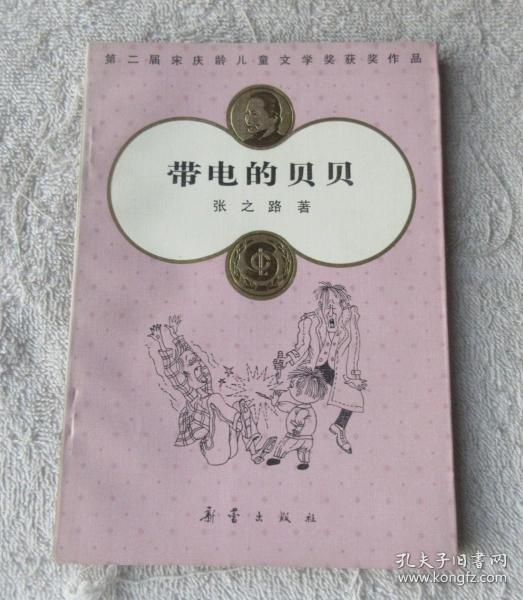 第二届宋庆龄儿童文学奖获奖作品
带电的贝贝
张之路著
新蕾出版社
孔夫子旧书网
www.kongfz.com